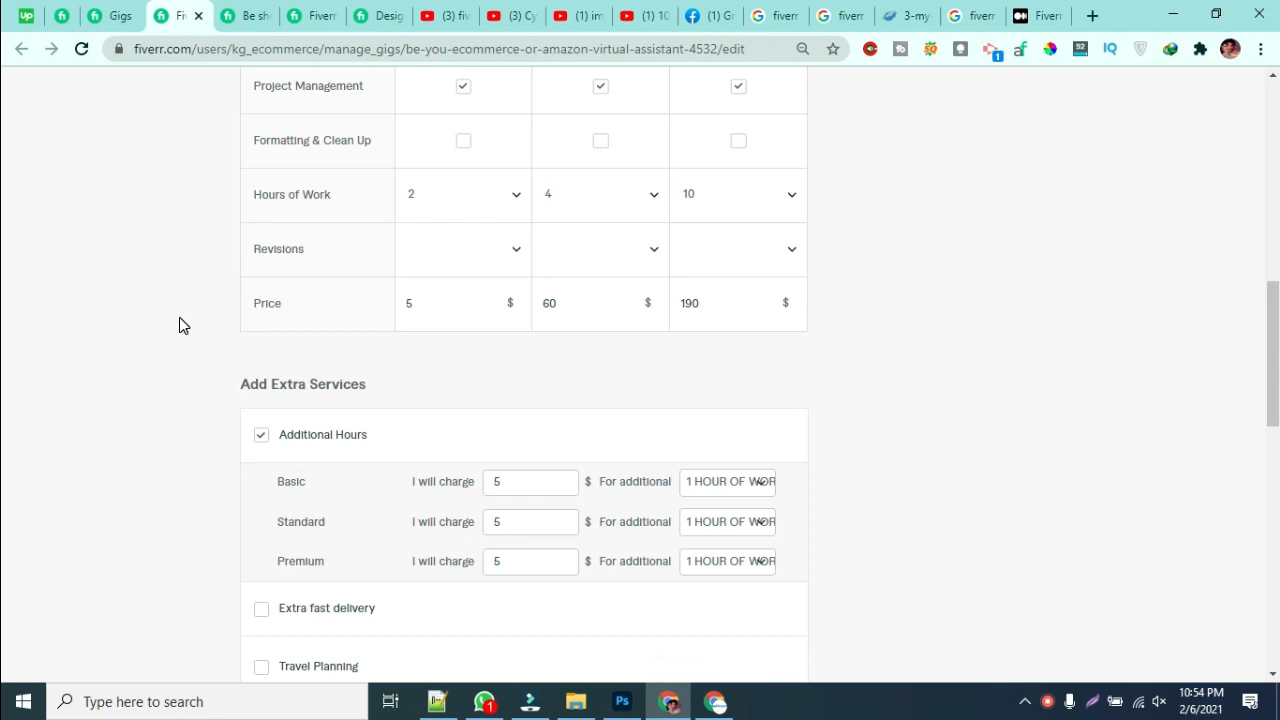 Gigs
Fiv
Be sh
Fiverr
Desig
(3) fiv
(3) Cy
(1) im
(1) 10
(1) Gr
fiverr
fiverr
3-my
fiverr
Fiverr
fiverr.com/users/kg_ecommerce/manage_gigs/be-you-ecommerce-or-amazon-virtual-assistant-4532/edit
Project Management
Formatting & Clean Up
Hours of Work 2 4 10
Revisions
Price 5 $ 60 $ 190 $
Add Extra Services
Additional Hours
Basic I will charge 5 $ For additional 1 HOUR OF WOR
Standard I will charge 5 $ For additional 1 HOUR OF WOR
Premium I will charge 5 $ For additional 1 HOUR OF WOR
Extra fast delivery
Travel Planning
Type here to search
10:54 PM
2/6/2021